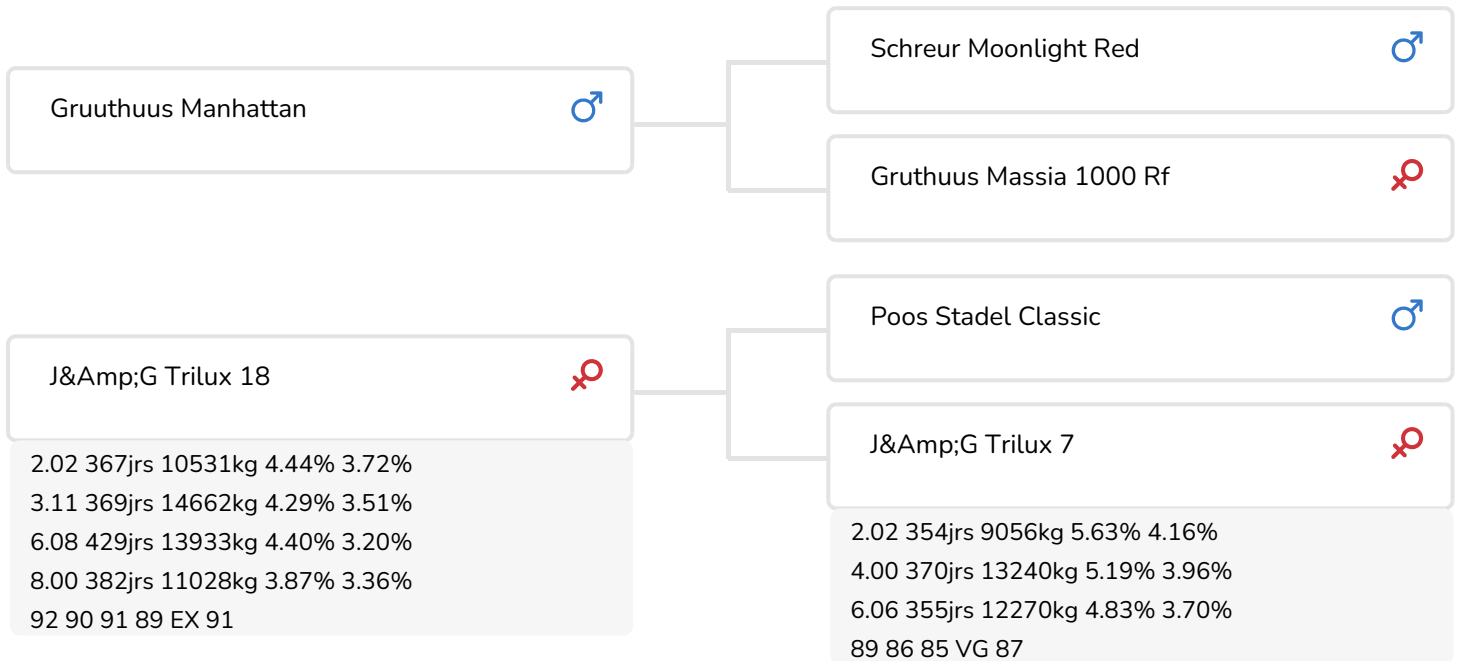 Gruuthuus Manhattan
Schreur Moonlight Red
Gruthuus Massia 1000 Rf
J&Amp;G Trilux 18
2.02 367jrs 10531kg 4.44% 3.72%
3.11 369jrs 14662kg 4.29% 3.51%
6.08 429jrs 13933kg 4.40% 3.20%
8.00 382jrs 11028kg 3.87% 3.36%
92 90 91 89 EX 91
Poos Stadel Classic
J&Amp;G Trilux 7
2.02 354jrs 9056kg 5.63% 4.16%
4.00 370jrs 13240kg 5.19% 3.96%
6.06 355jrs 12270kg 4.83% 3.70%
89 86 85 VG 87